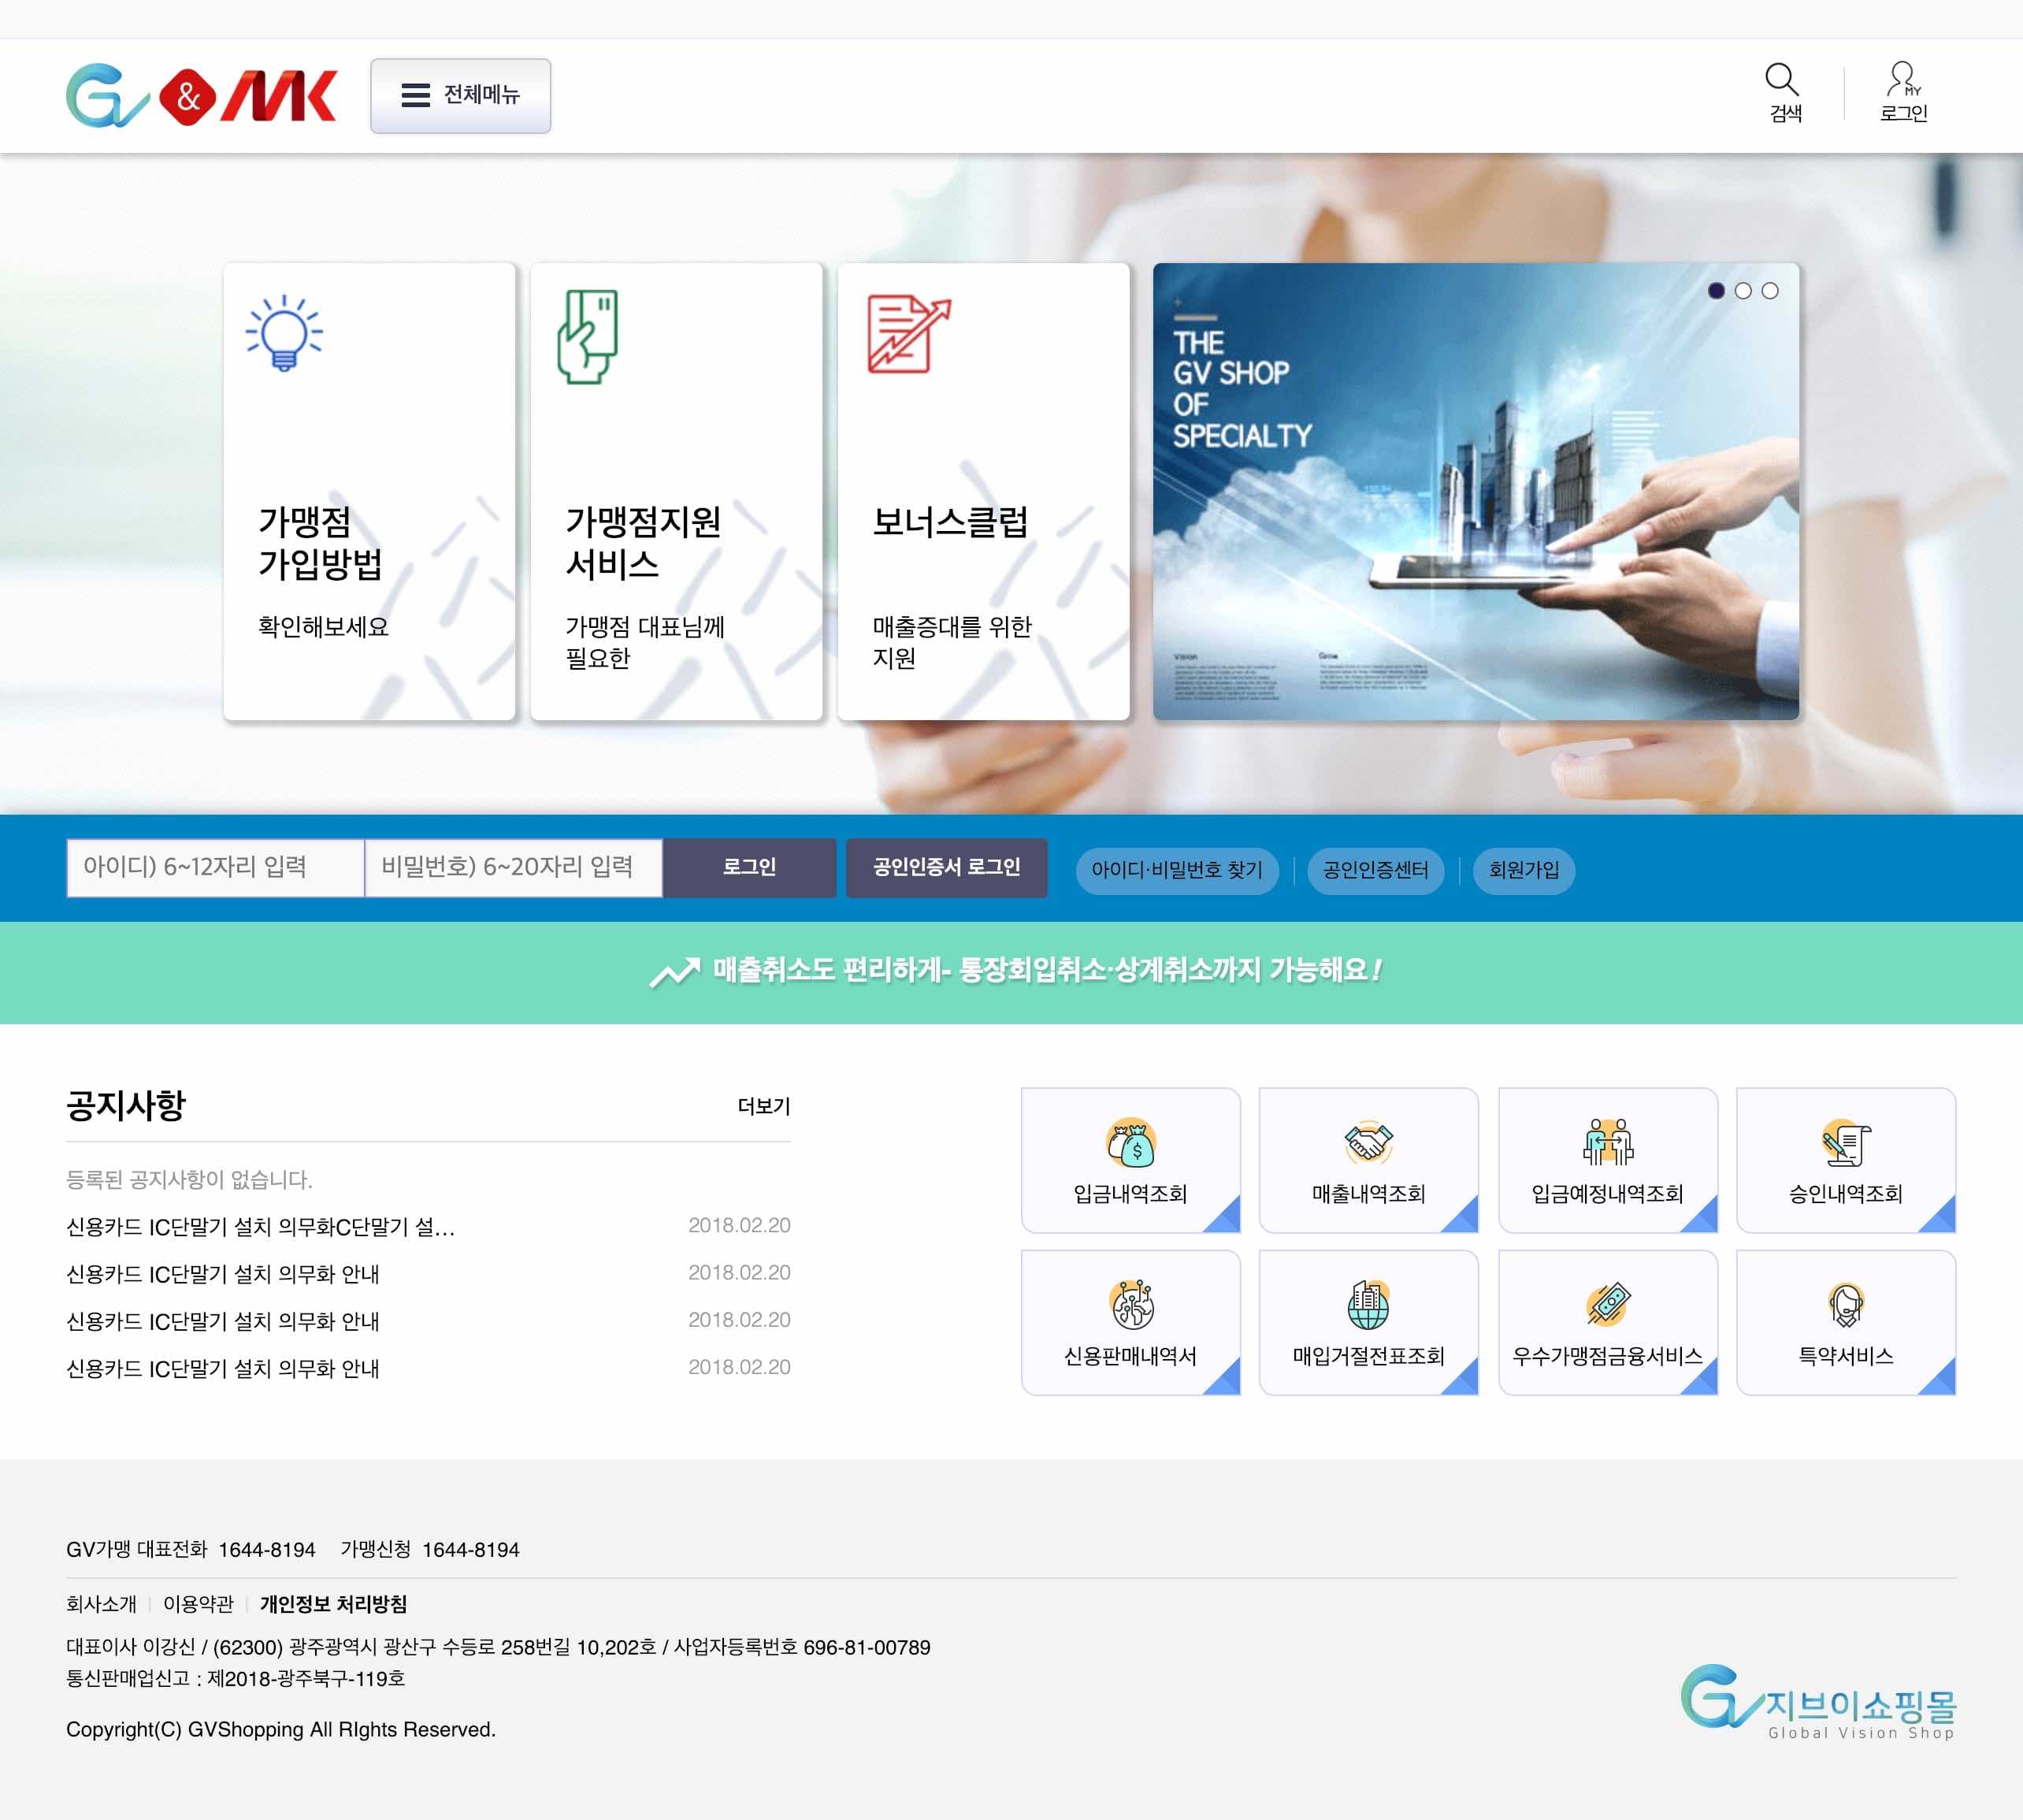 GV & MK
전체메뉴
검색
MY
로그인
가맹점
가입방법
확인해보세요
가맹점지원
서비스
가맹점 대표님께
필요한
보너스클럽
매출증대를 위한
지원
THE
GV SHOP
OF
SPECIALTY
Vision
Grow
아이디) 6~12자리 입력
비밀번호) 6~20자리 입력
로그인
공인인증서 로그인
아이디·비밀번호 찾기
공인인증센터
회원가입
매출취소도 편리하게- 통장회입취소·상계취소까지 가능해요!
공지사항
더보기
등록된 공지사항이 없습니다.
신용카드 IC단말기 설치 의무화C단말기 설... 2018.02.20
신용카드 IC단말기 설치 의무화 안내 2018.02.20
신용카드 IC단말기 설치 의무화 안내 2018.02.20
신용카드 IC단말기 설치 의무화 안내 2018.02.20
입금내역조회
매출내역조회
입금예정내역조회
승인내역조회
신용판매내역서
매입거절전표조회
우수가맹점금융서비스
특약서비스
GV가맹 대표전화 1644-8194 가맹신청 1644-8194
회사소개 | 이용약관 | 개인정보 처리방침
대표이사 이강신 / (62300) 광주광역시 광산구 수등로 258번길 10,202호 / 사업자등록번호 696-81-00789
통신판매업신고 : 제2018-광주북구-119호
Copyright(C) GVShopping All RIghts Reserved.
GV 지브이쇼핑몰
Global Vision Shop